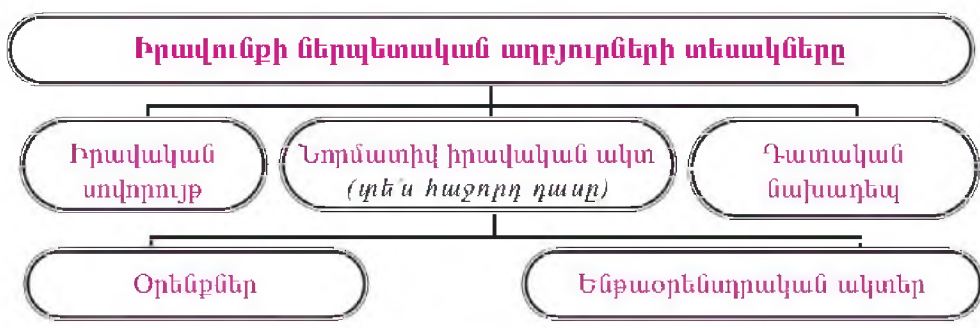 Իրավունքի ներպետական աղբյուրների տեսակները
Իրավական
սովորույթ
Նորմատիվ իրավական ակտ
(տե՛ս հաջորդ դասը)
Դատական
նախադեպ
Օրենքներ
Ենթաօրենսդրական ակտեր